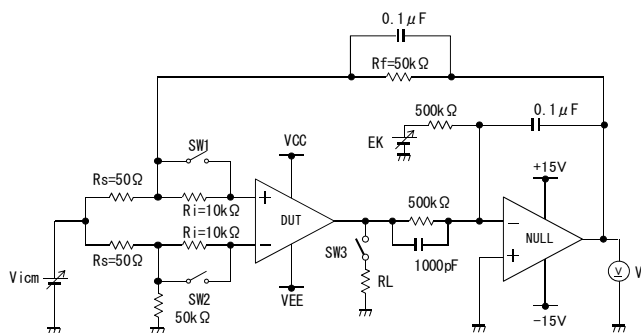 0.1μF
Rf=50kΩ
500kΩ
0.1μF
SW1
VCC
EK
+15V
Rs=50Ω
Ri=10kΩ
500kΩ
Ri=10kΩ
DUT
NULL
Rs=50Ω
SW3
1000pF
V
V
Vicm
SW2
50kΩ
VEE
RL
-15V